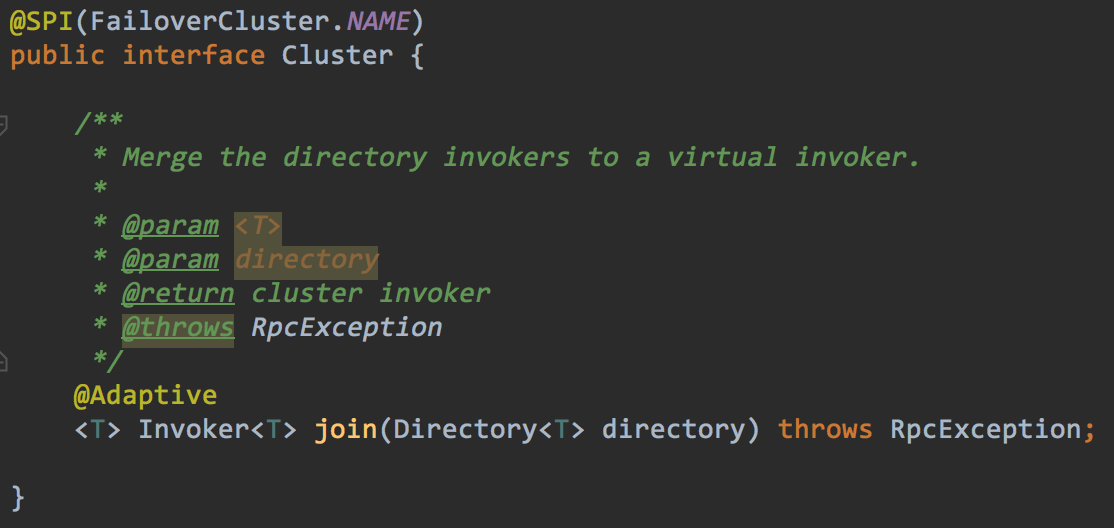 @SPI(FailoverCluster.NAME)
public interface Cluster {
/**
* Merge the directory invokers to a virtual invoker.
*
* @param <T>
* @param directory
* @return cluster invoker
* @throws RpcException
*/
@Adaptive
<T> Invoker<T> join(Directory<T> directory) throws RpcException;
}